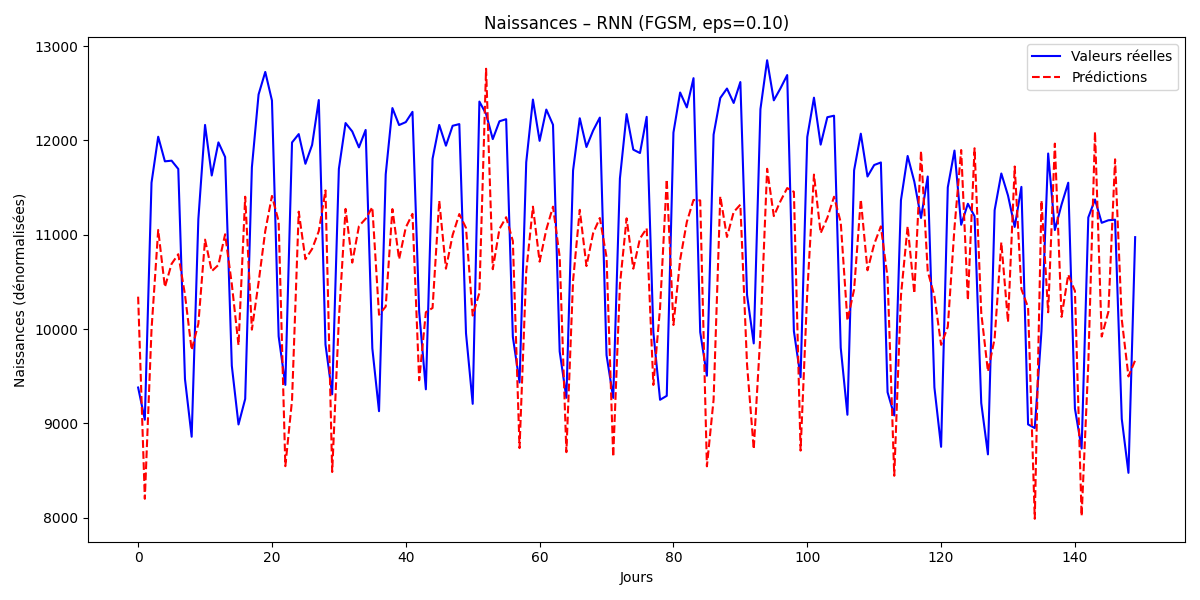 Naissances – RNN (FGSM, eps=0.10)
Valeurs réelles
Prédictions
Naissances (dénormalisées)
13000
12000
11000
10000
9000
8000
0 20 40 60 80 100 120 140
Jours